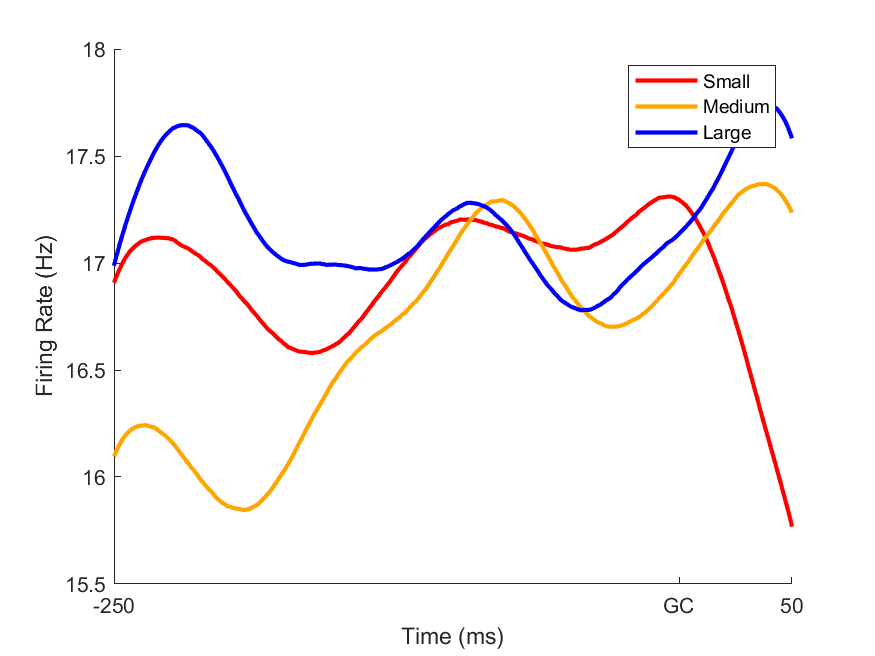 18
17.5
17
16.5
16
15.5
Firing Rate (Hz)
Small
Medium
Large
-250
GC
50
Time (ms)